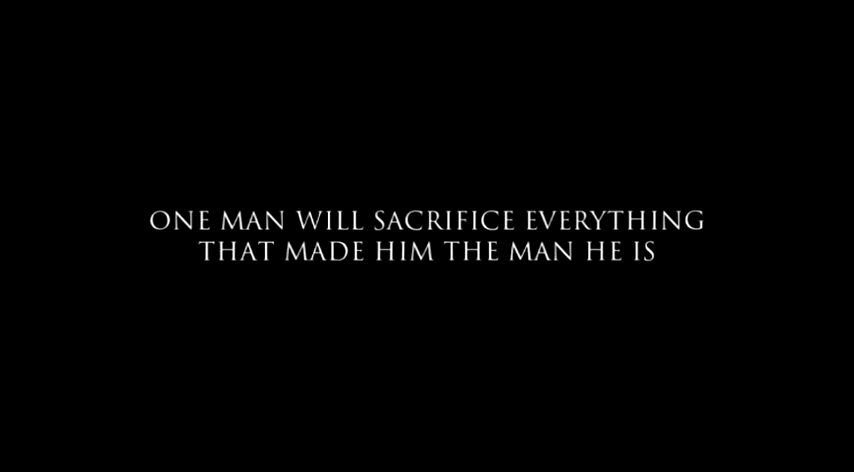 ONE MAN WILL SACRIFICE EVERYTHING
THAT MADE HIM THE MAN HE IS